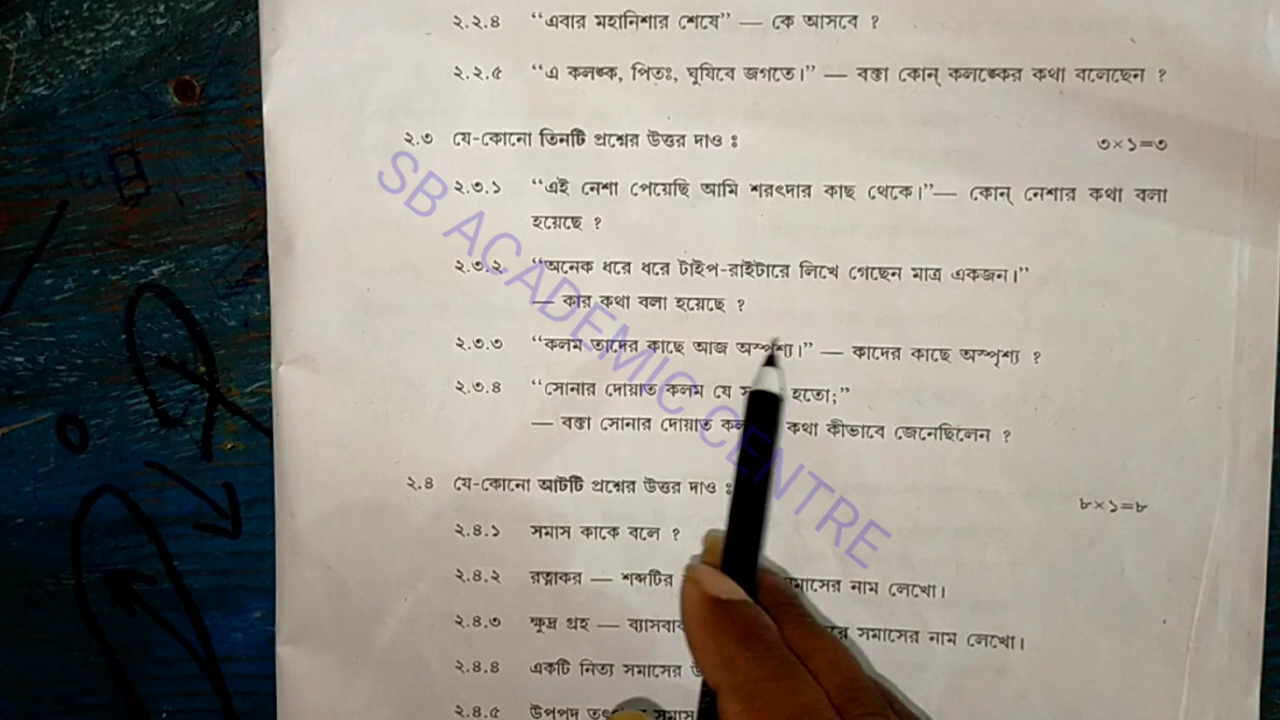 ২.২.৪ “এবার মহানিশার শেষে” — কে আসবে ?
২.২.৫ “এ কলঙ্ক, পিতঃ, ঘুষিবে জগতে।” — বক্তা কোন্ কলঙ্কের কথা বলেছেন ?
২.৩ যে-কোনো তিনটি প্রশ্নের উত্তর দাও ঃ ৩×১=৩
২.৩.১ “এই নেশা পেয়েছি আমি শরৎদার কাছ থেকে।”— কোন্ নেশার কথা বলা
হয়েছে ?
২.৩.২ “অনেক ধরে ধরে টাইপ-রাইটারে লিখে গেছেন মাত্র একজন।”
— কার কথা বলা হয়েছে ?
২.৩.৩ “কলম তাদের কাছে আজ অস্পৃশ্য।” — কাদের কাছে অস্পৃশ্য ?
২.৩.৪ “সোনার দোয়াত কলম যে হতো;”
— বক্তা সোনার দোয়াত কথা কীভাবে জেনেছিলেন ?
২.৪ যে-কোনো আটটি প্রশ্নের উত্তর দাও ঃ ৮×১=৮
২.৪.১ সমাস কাকে বলে ?
২.৪.২ রত্নাকর — শব্দটির সমাসের নাম লেখো।
২.৪.৩ ক্ষুদ্র গ্রহ — সমাসের নাম লেখো।
২.৪.৪ একটি নিত্য সমাসের
২.৪.৫ উপপদ সমাস
SB ACADEMIC CENTRE